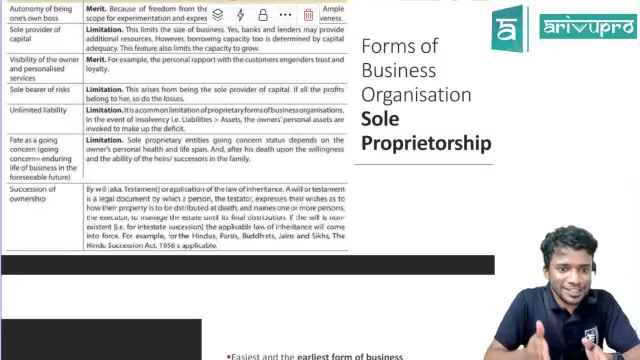 Autonomy of being one's own boss
Merit. Because of freedom from the Ample
scope for experimentation and expres iveness.
Sole provider of capital
Limitation. This limits the size of business. Yes, banks and lenders may provide
additional resources. However, borrowing capacity too is determined by capital
adequacy. This feature also limits the capacity to grow.
Visibility of the owner and personalised services
Merit. For example, the personal rapport with the customers engenders trust and
loyalty.
Sole bearer of risks
Limitation. This arises from being the sole provider of capital. If all the profits
belong to her, so do the losses.
Unlimited liability
Limitation. It is a common limitation of proprietary forms of business organisations.
In the event of insolvency i.e. Liabilities > Assets, the owners' personal assets are
invoked to make up the deficit.
Fate as a going concern (going concern= enduring life of business in the foreseeable future)
Limitation. Sole proprietary entities going concern status depends on the
owner's personal health and life span. And, after his death upon the willingness
and the ability of the heirs/ successors in the family.
Succession of ownership
By will (aka. Testament) or application of the law of inheritance. A will or testament
is a legal document by which a person, the testator, expresses their wishes as to
how their property is to be distributed at death, and names one or more persons,
the executor, to manage the estate until its final distribution. If the will is non-
existent (i.e. for intestate succession) the applicable law of inheritance will come
into force. For example, for the Hindus, Parsis, Buddhists, Jains and Sikhs, The
Hindu Succession Act, 1956 is applicable.
arivupro
Forms of
Business
Organisation
Sole
Proprietorship
Easiest and the earliest form of business